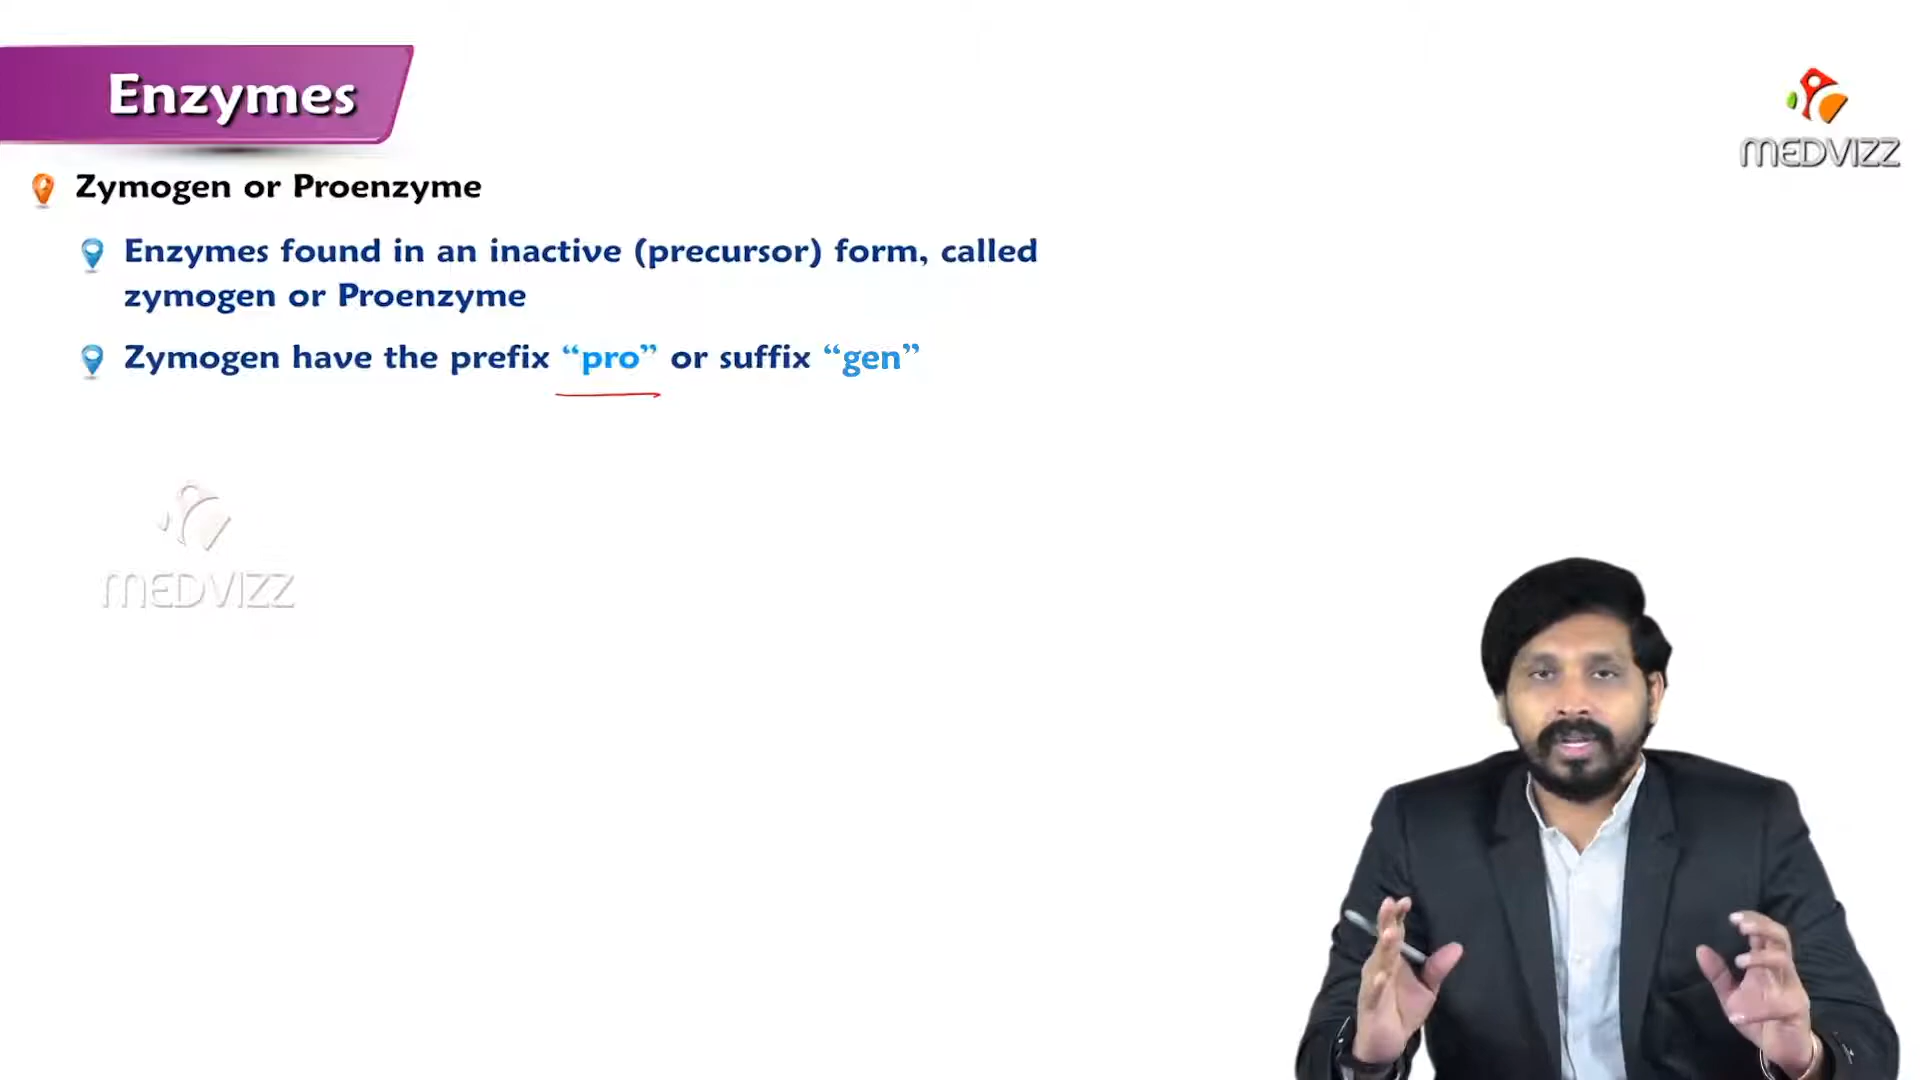 Enzymes
MEDVIZZ
Zymogen or Proenzyme
Enzymes found in an inactive (precursor) form, called
zymogen or Proenzyme
Zymogen have the prefix “pro” or suffix “gen”
MEDVIZZ